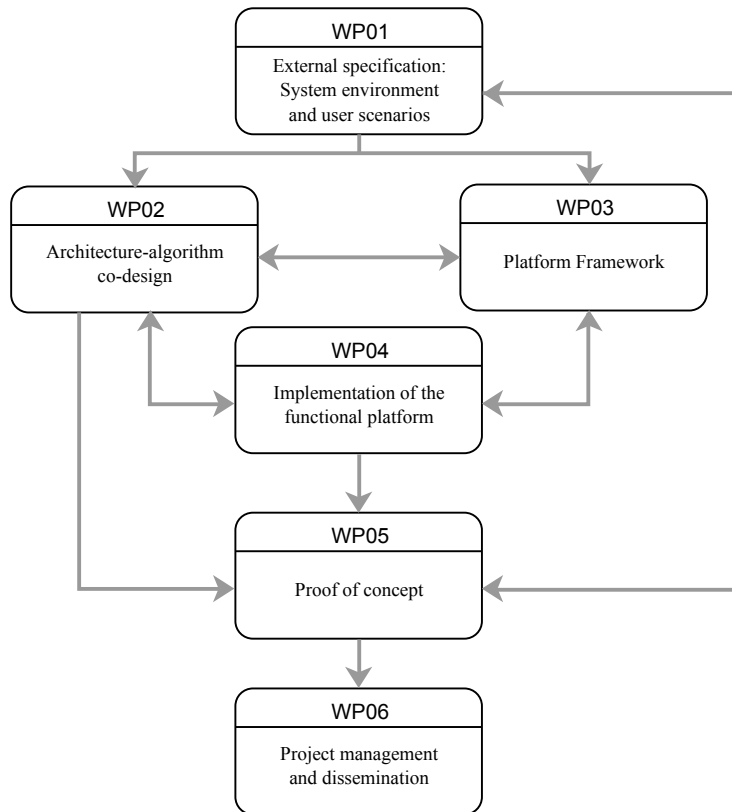 WP01
External specification:
System environment
and user scenarios
WP02
Architecture-algorithm
co-design
WP03
Platform Framework
WP04
Implementation of the
functional platform
WP05
Proof of concept
WP06
Project management
and dissemination